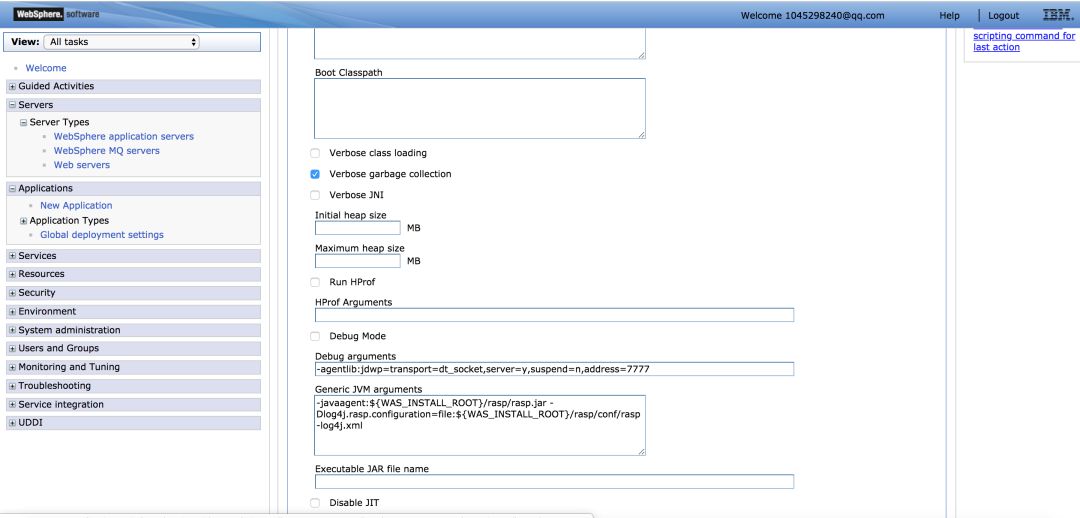 WebSphere. software
Welcome 1045298240@qq.com
Help
Logout
IBM.
View: All tasks
Welcome
Guided Activities
Servers
Server Types
WebSphere application servers
WebSphere MQ servers
Web servers
Applications
New Application
Application Types
Global deployment settings
Services
Resources
Security
Environment
System administration
Users and Groups
Monitoring and Tuning
Troubleshooting
Service integration
UDDI
Boot Classpath
Verbose class loading
Verbose garbage collection
Verbose JNI
Initial heap size
MB
Maximum heap size
MB
Run HProf
HProf Arguments
Debug Mode
Debug arguments
-agentlib:jdwp=transport=dt_socket,server=y,suspend=n,address=7777
Generic JVM arguments
-javaagent:${WAS_INSTALL_ROOT}/rasp/rasp.jar -
Dlog4j.rasp.configuration=file:${WAS_INSTALL_ROOT}/rasp/conf/rasp
-log4j.xml
Executable JAR file name
Disable JIT
scripting command for
last action